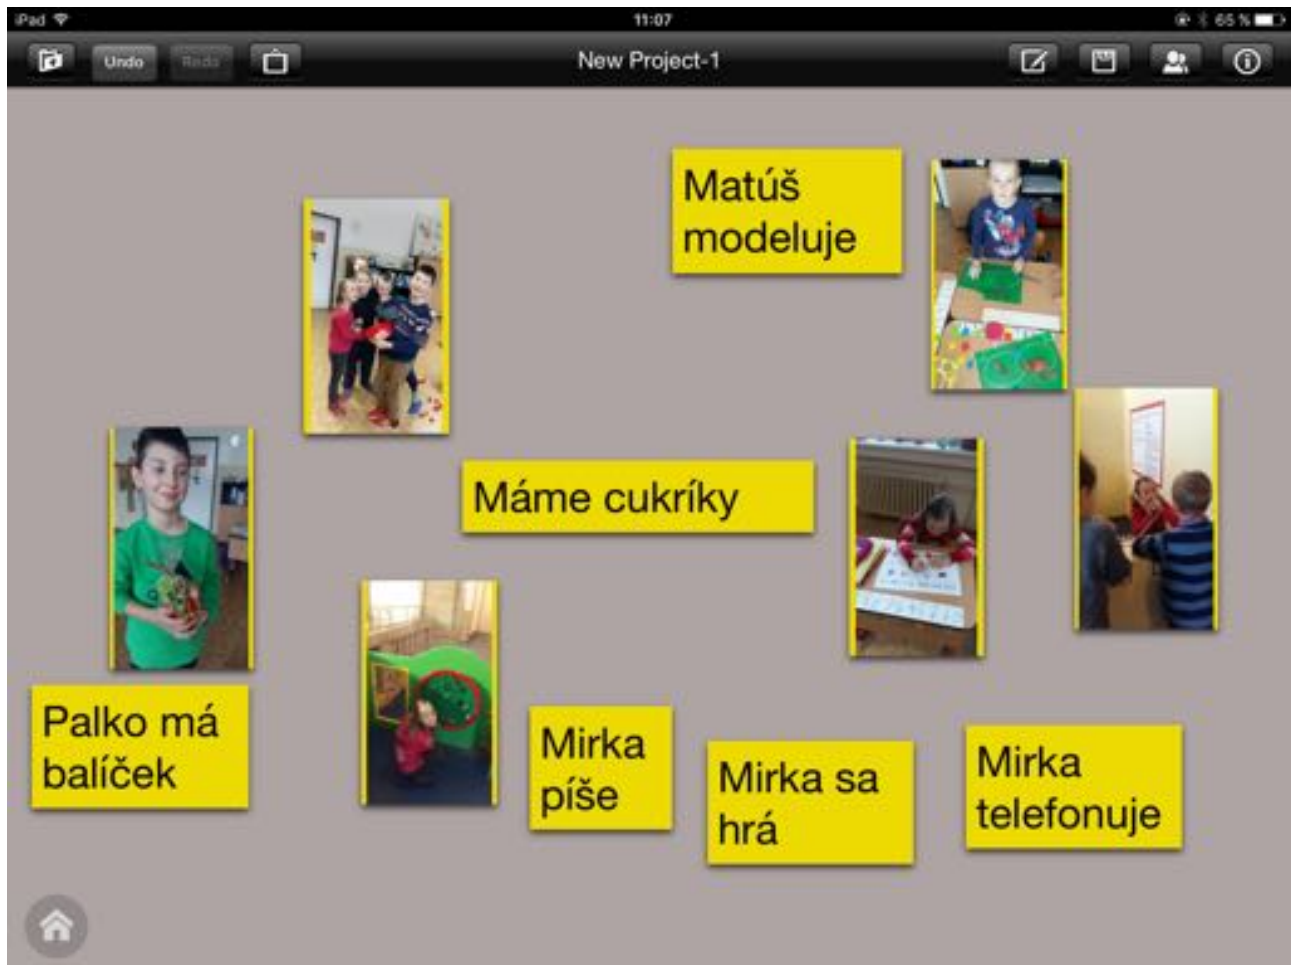 iPad
11:07
65 %
Undo
Redo
New Project-1
Matúš
modeluje
Máme cukríky
Palko má
balíček
Mirka
píše
Mirka sa
hrá
Mirka
telefonuje